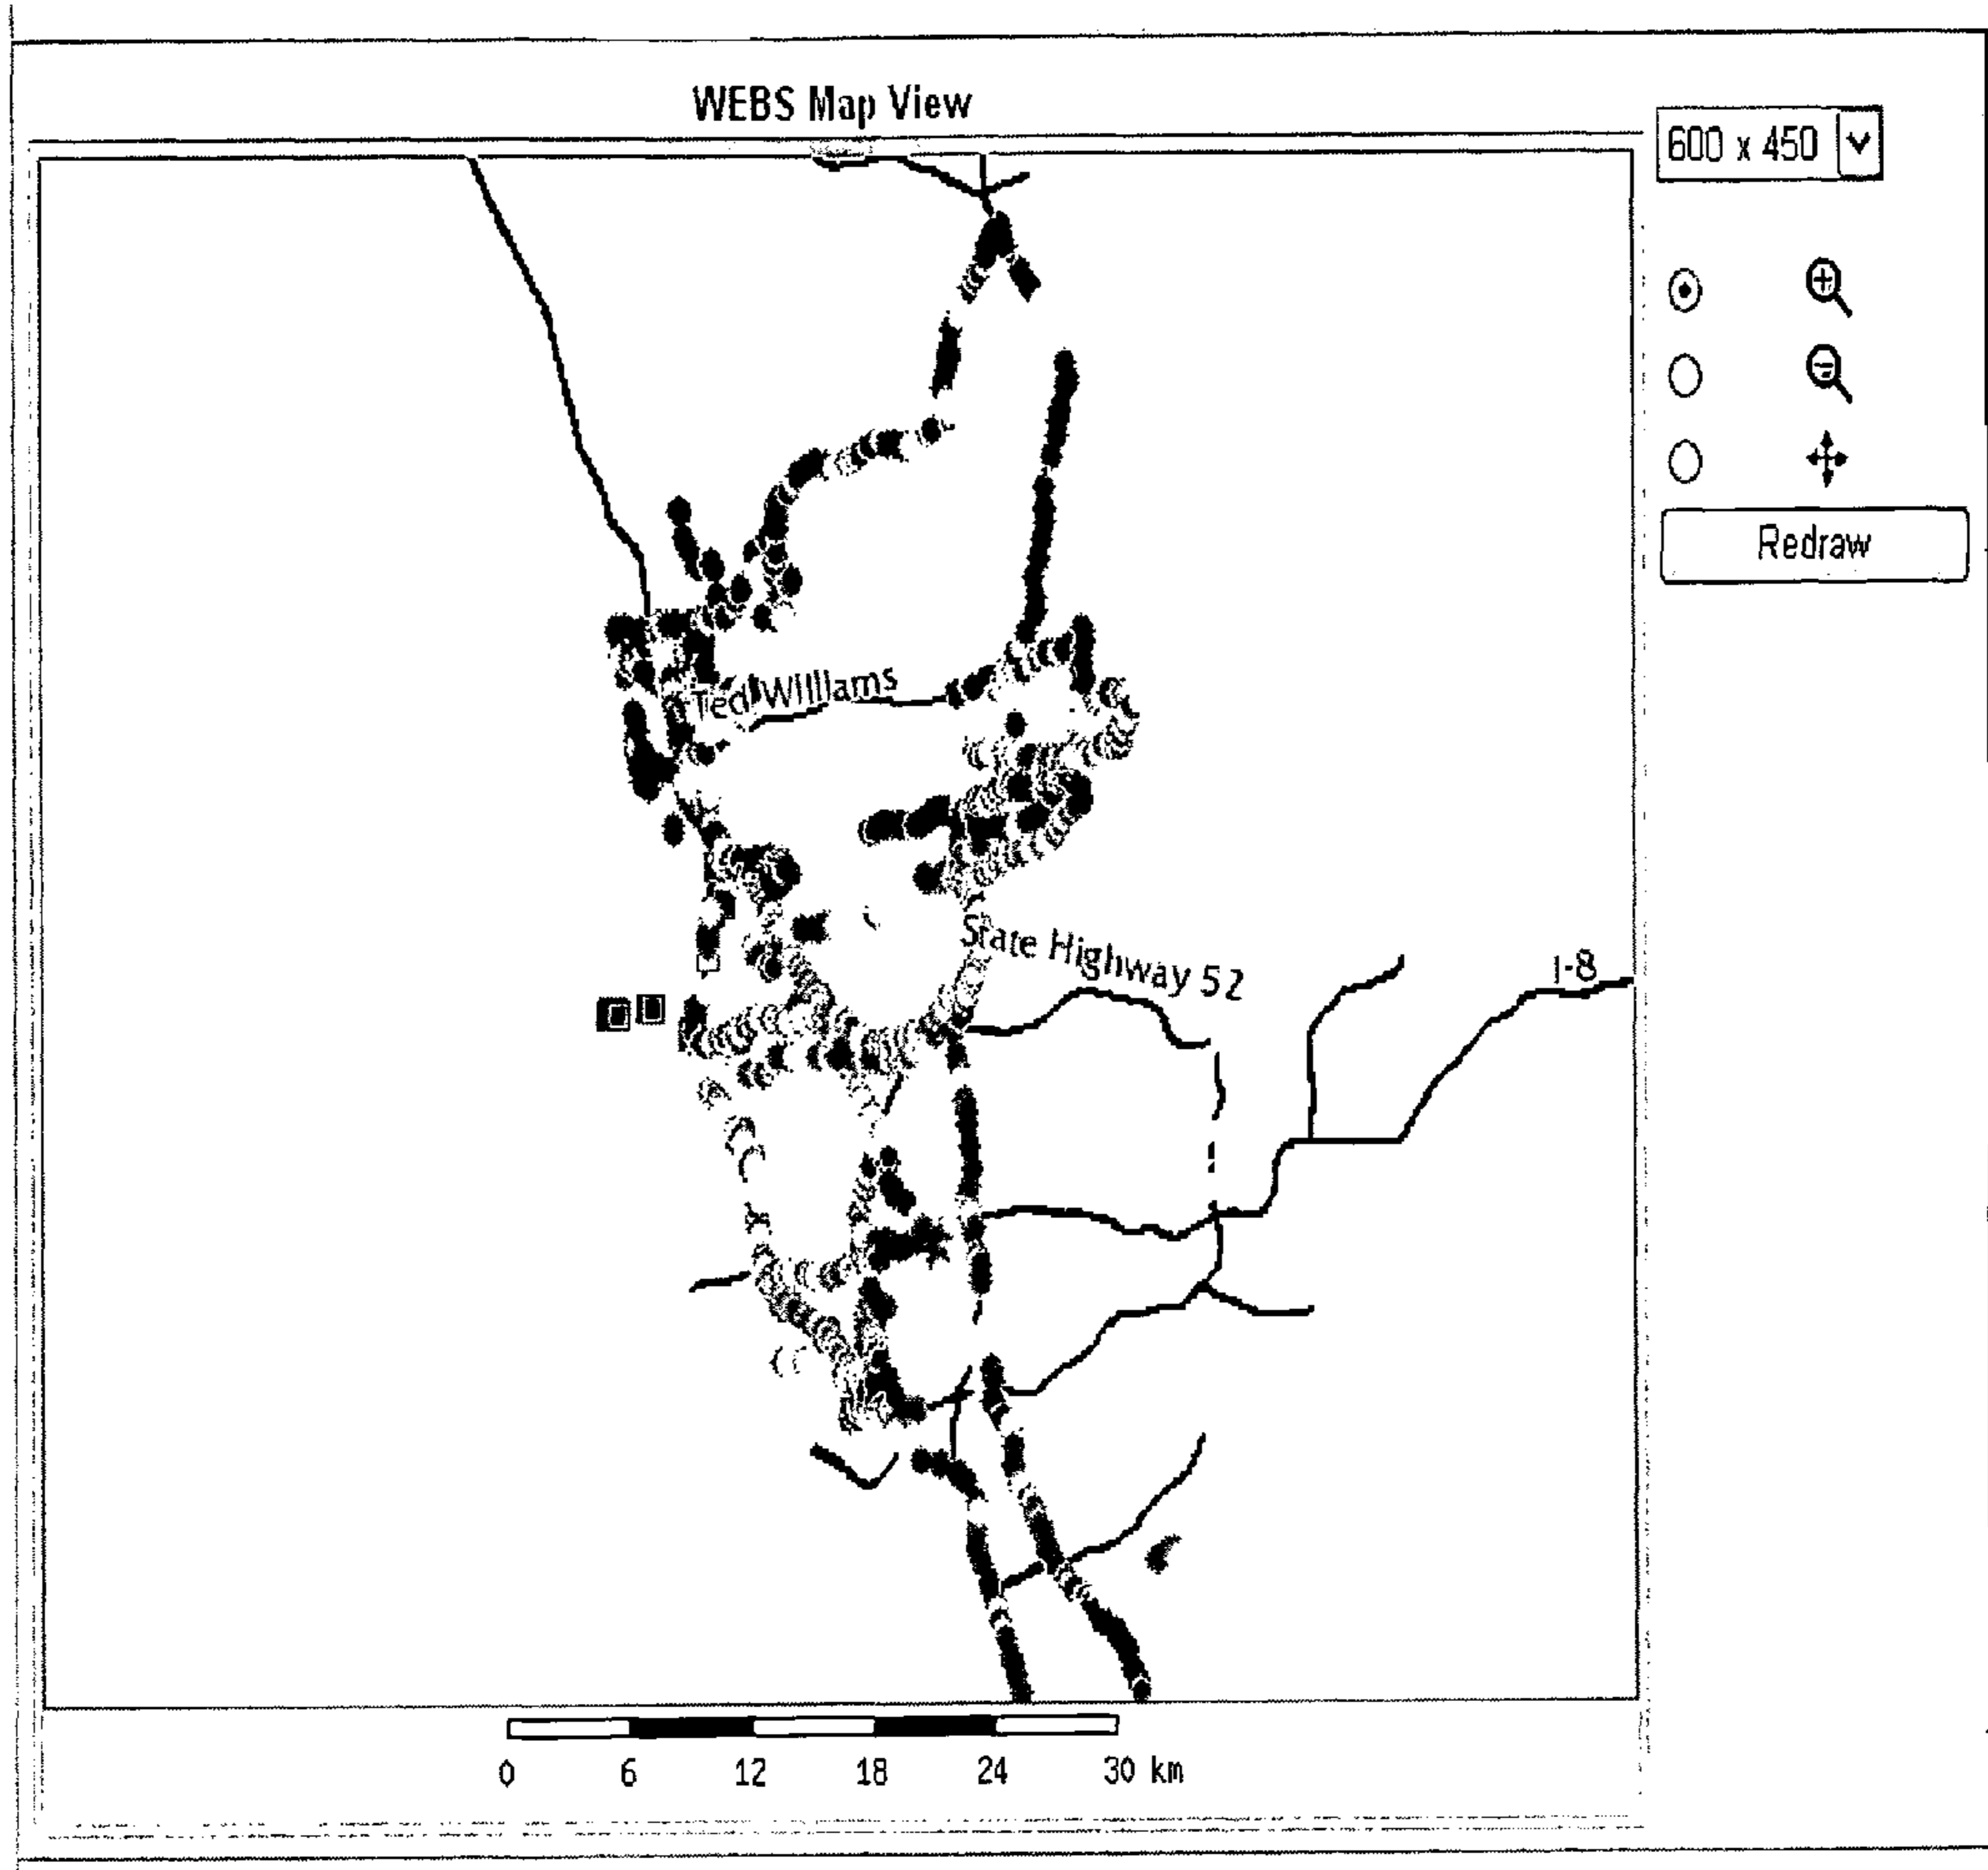 WEBS Map View
600 x 450
Redraw
Ted Williams
State Highway 52
I-8
0 6 12 18 24 30 km